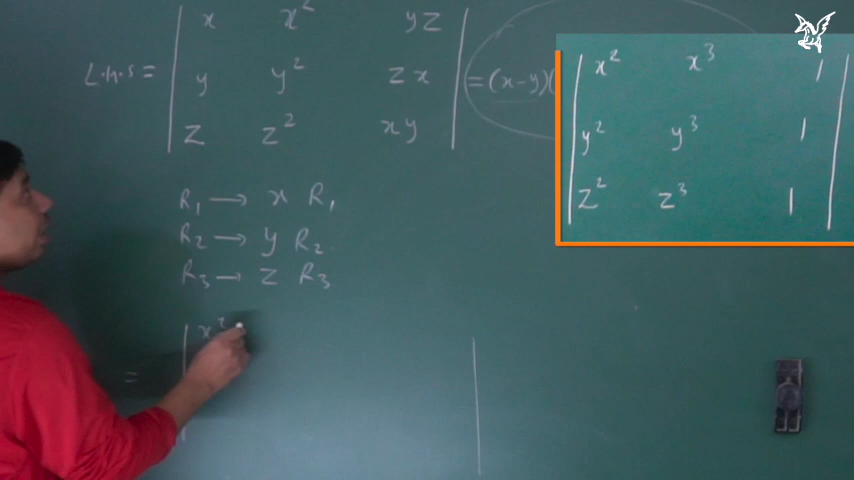 x x² yz
L.H.S = y y² zx = (x-y)(
z z² xy
R₁ → x R₁
R₂ → y R₂
R₃ → z R₃
= x²
x² x³ 1
y² y³ 1
z² z³ 1